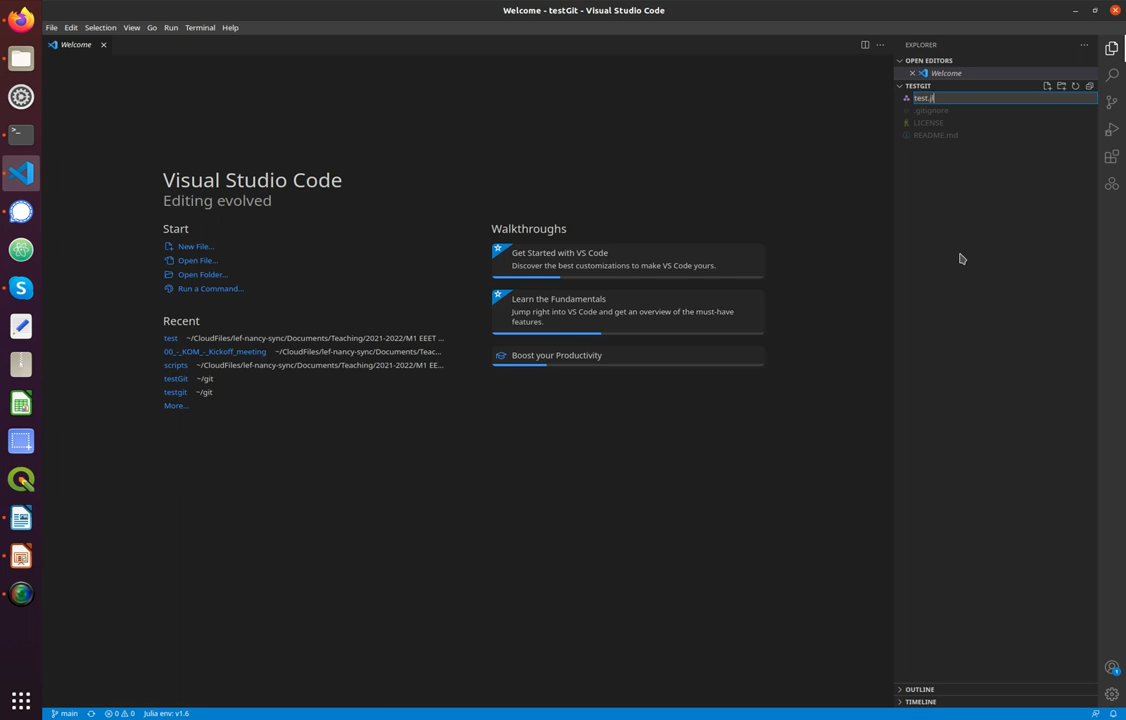 Welcome - testGit - Visual Studio Code
File Edit Selection View Go Run Terminal Help
Welcome
EXPLORER
OPEN EDITORS
Welcome
TESTGIT
test.jl
.gitignore
LICENSE
README.md
Visual Studio Code
Editing evolved
Start
New File...
Open File...
Open Folder...
Run a Command...
Recent
test ~/CloudFiles/lef-nancy-sync/Documents/Teaching/2021-2022/M1 EEET ...
00_-_KOM_-_Kickoff_meeting ~/CloudFiles/lef-nancy-sync/Documents/Teac...
scripts ~/CloudFiles/lef-nancy-sync/Documents/Teaching/2021-2022/M1 EE...
testGit ~/git
testgit ~/git
More...
Walkthroughs
Get Started with VS Code
Discover the best customizations to make VS Code yours.
Learn the Fundamentals
Jump right into VS Code and get an overview of the must-have
features.
Boost your Productivity
OUTLINE
TIMELINE
main 0 0 Julia env: v1.6
1
S
>_